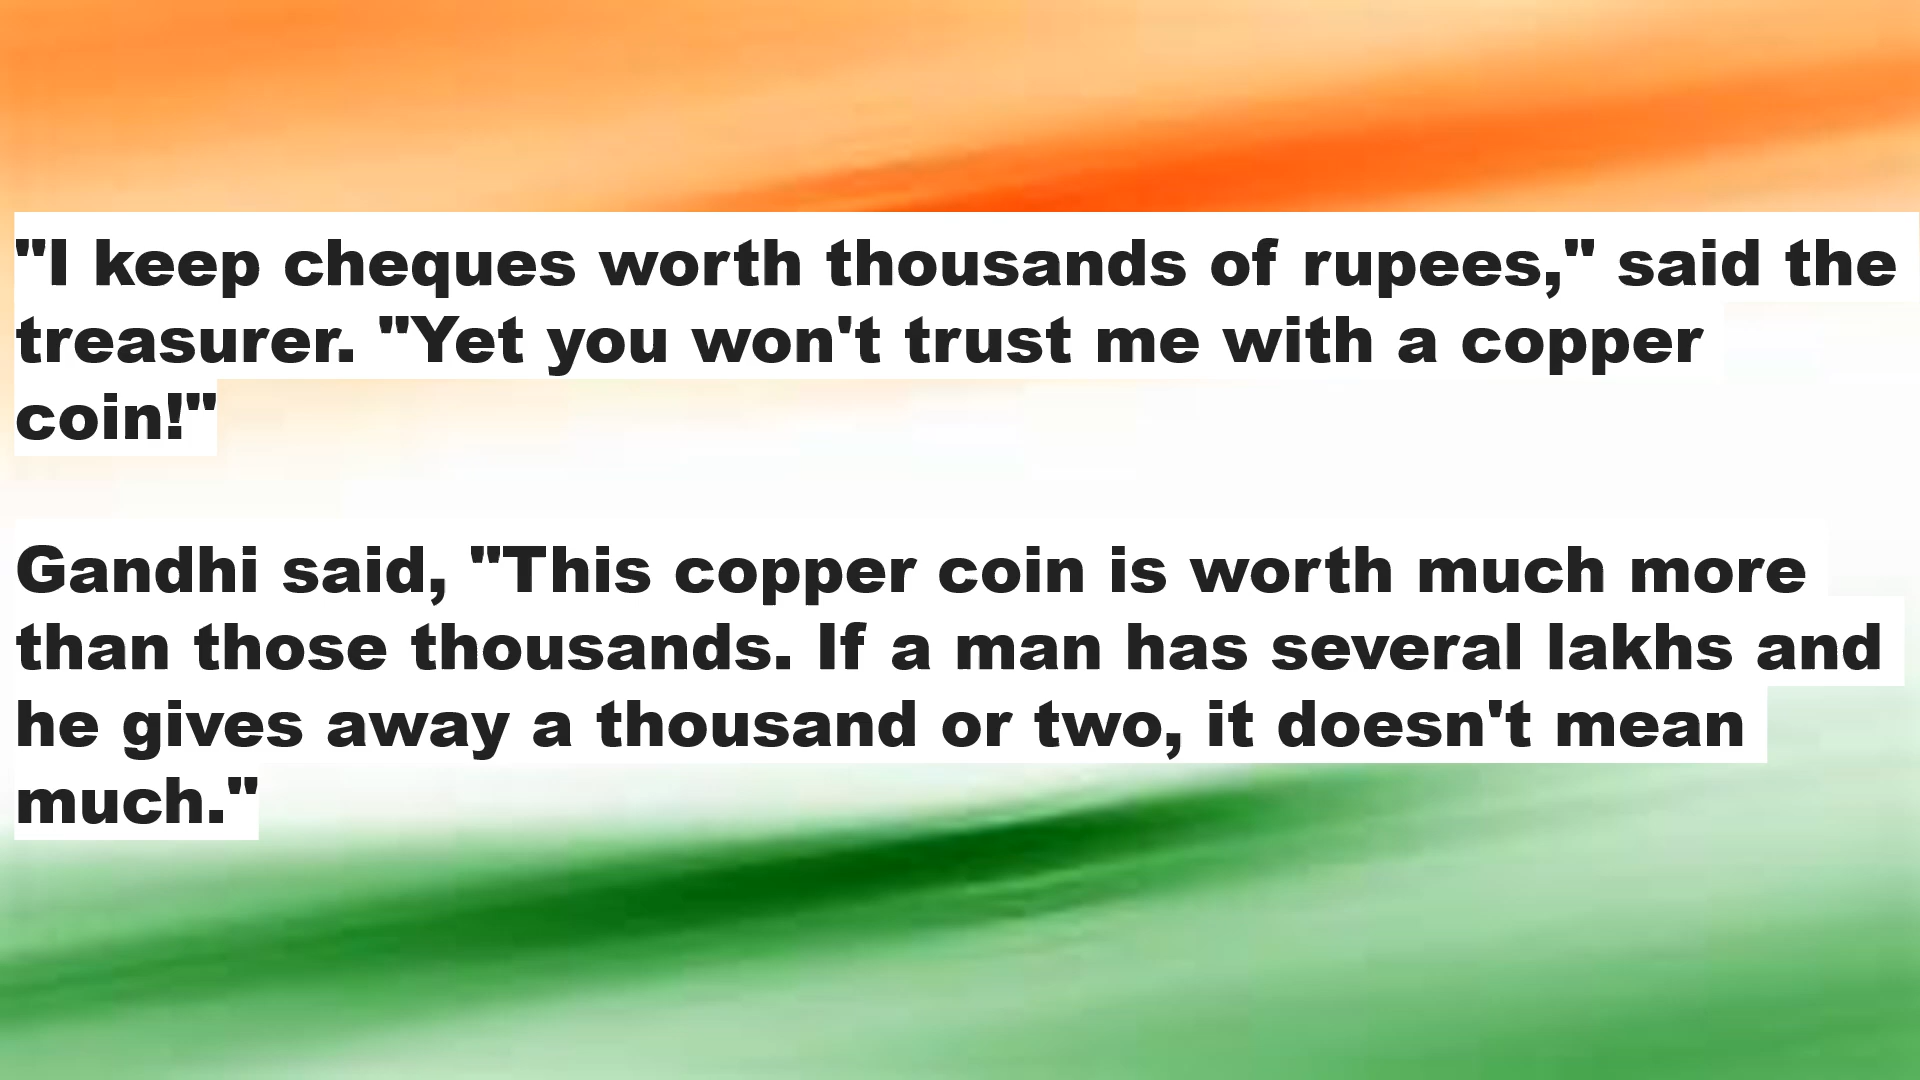 "I keep cheques worth thousands of rupees," said the
treasurer. "Yet you won't trust me with a copper
coin!"
Gandhi said, "This copper coin is worth much more
than those thousands. If a man has several lakhs and
he gives away a thousand or two, it doesn't mean
much."